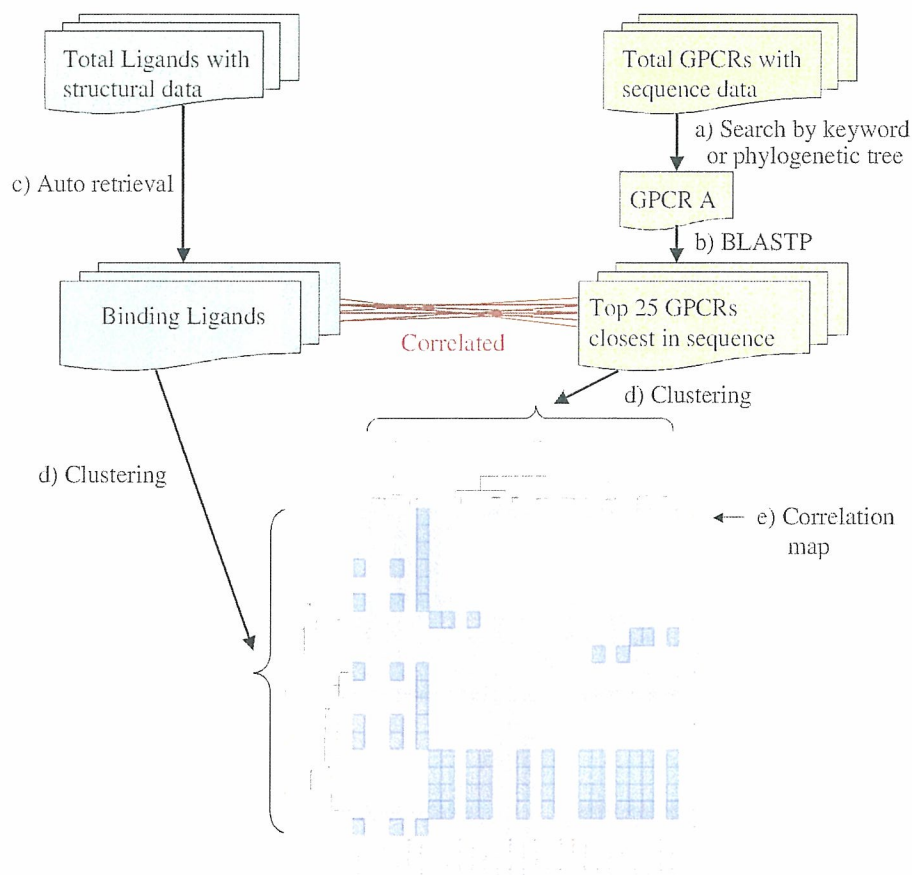 Total Ligands with
structural data
Total GPCRs with
sequence data
a) Search by keyword
or phylogenetic tree
c) Auto retrieval
GPCR A
b) BLASTP
Binding Ligands
Correlated
Top 25 GPCRs
closest in sequence
d) Clustering
d) Clustering
e) Correlation
map